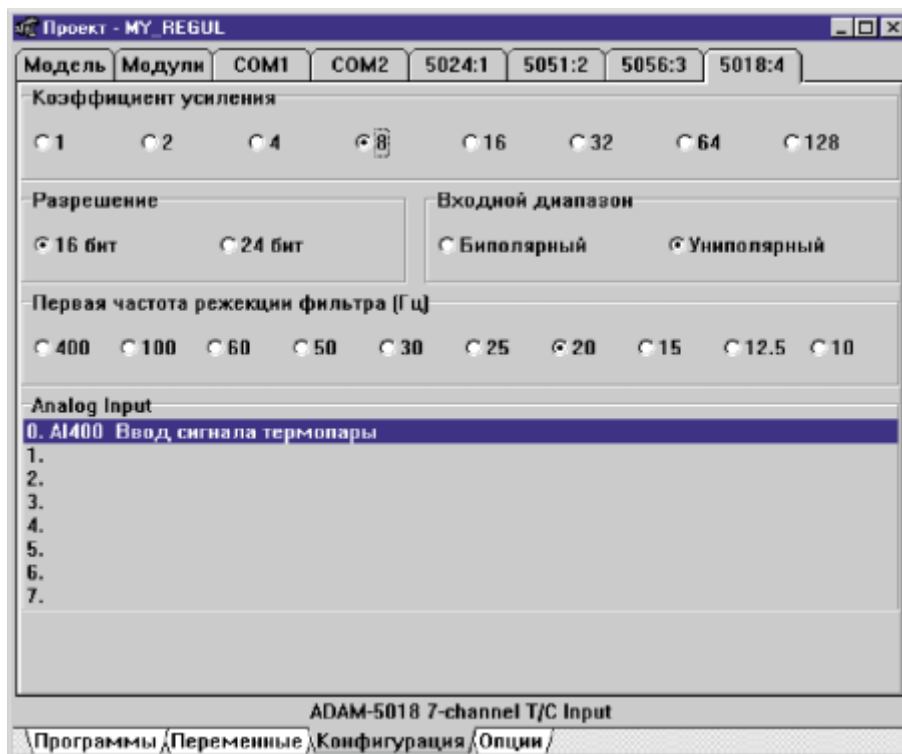 Проект - MY_REGUL
Модель Модули COM1 COM2 5024:1 5051:2 5056:3 5018:4
Коэффициент усиления
1 2 4 8 16 32 64 128
Разрешение Входной диапазон
16 бит 24 бит Биполярный Униполярный
Первая частота режекции фильтра (Гц)
400 100 60 50 30 25 20 15 12.5 10
Analog Input
0. AI400 Ввод сигнала термопары
1.
2.
3.
4.
5.
6.
7.
ADAM-5018 7-channel T/C Input
Программы Переменные Конфигурация Опции